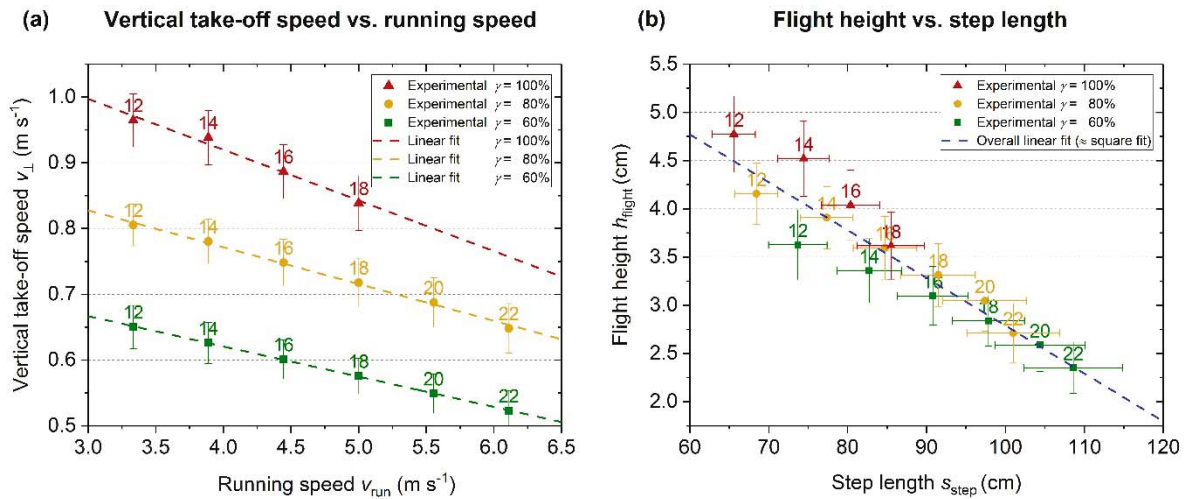 (a) Vertical take-off speed vs. running speed
Vertical take-off speed v⊥ (m s⁻¹)
1.0
0.9
0.8
0.7
0.6
0.5
Experimental γ = 100%
Experimental γ = 80%
Experimental γ = 60%
Linear fit γ = 100%
Linear fit γ = 80%
Linear fit γ = 60%
12
14
16
18
12
14
16
18
20
22
12
14
16
18
20
22
3.0 3.5 4.0 4.5 5.0 5.5 6.0 6.5
Running speed vrun (m s⁻¹)
(b) Flight height vs. step length
Flight height hflight (cm)
5.5
5.0
4.5
4.0
3.5
3.0
2.5
2.0
Experimental γ = 100%
Experimental γ = 80%
Experimental γ = 60%
Overall linear fit (≈ square fit)
12
14
16
18
12
14
16
18
20
22
12
14
16
18
20
22
60 70 80 90 100 110 120
Step length sstep (cm)